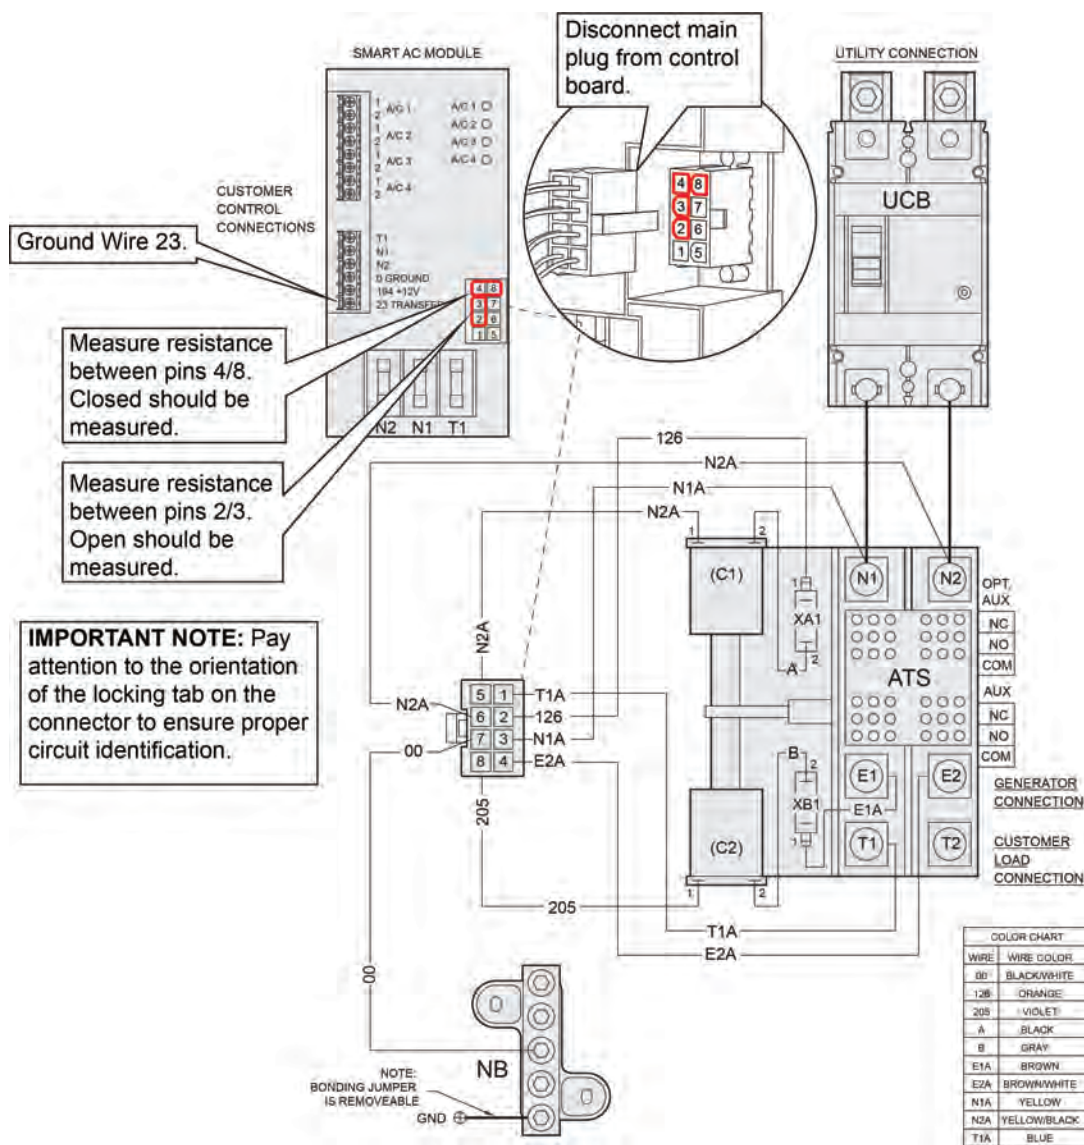 SMART AC MODULE
Disconnect main
plug from control
board.
UTILITY CONNECTION
1
2
A/C 1
1
2
A/C 2
1
2
A/C 3
1
2
A/C 4
A/C 1
A/C 2
A/C 3
A/C 4
CUSTOMER
CONTROL
CONNECTIONS
Ground Wire 23.
T1
N1
N2
0 GROUND
194 +12V
23 TRANSFER
4 8
3 7
2 6
1 5
4 8
3 7
2 6
1 5
UCB
Measure resistance
between pins 4/8.
Closed should be
measured.
N2 N1 T1
Measure resistance
between pins 2/3.
Open should be
measured.
126
N2A
N1A
N2A
1
2
(C1)
1
XA1
2
A
N1
N2
OPT.
AUX
NC
NO
COM
ATS
AUX
NC
NO
COM
IMPORTANT NOTE: Pay
attention to the orientation
of the locking tab on the
connector to ensure proper
circuit identification.
N2A
N2A
00
5 1
6 2
7 3
8 4
T1A
126
N1A
E2A
B
2
XB1
1
E1
E2
E1A
GENERATOR
CONNECTION
(C2)
T1
T2
CUSTOMER
LOAD
CONNECTION
205
1
2
205
T1A
E2A
00
NB
NOTE:
BONDING JUMPER
IS REMOVEABLE
GND
COLOR CHART
WIRE WIRE COLOR
00 BLACK/WHITE
126 ORANGE
205 VIOLET
A BLACK
B GRAY
E1A BROWN
E2A BROWN/WHITE
N1A YELLOW
N2A YELLOW/BLACK
T1A BLUE